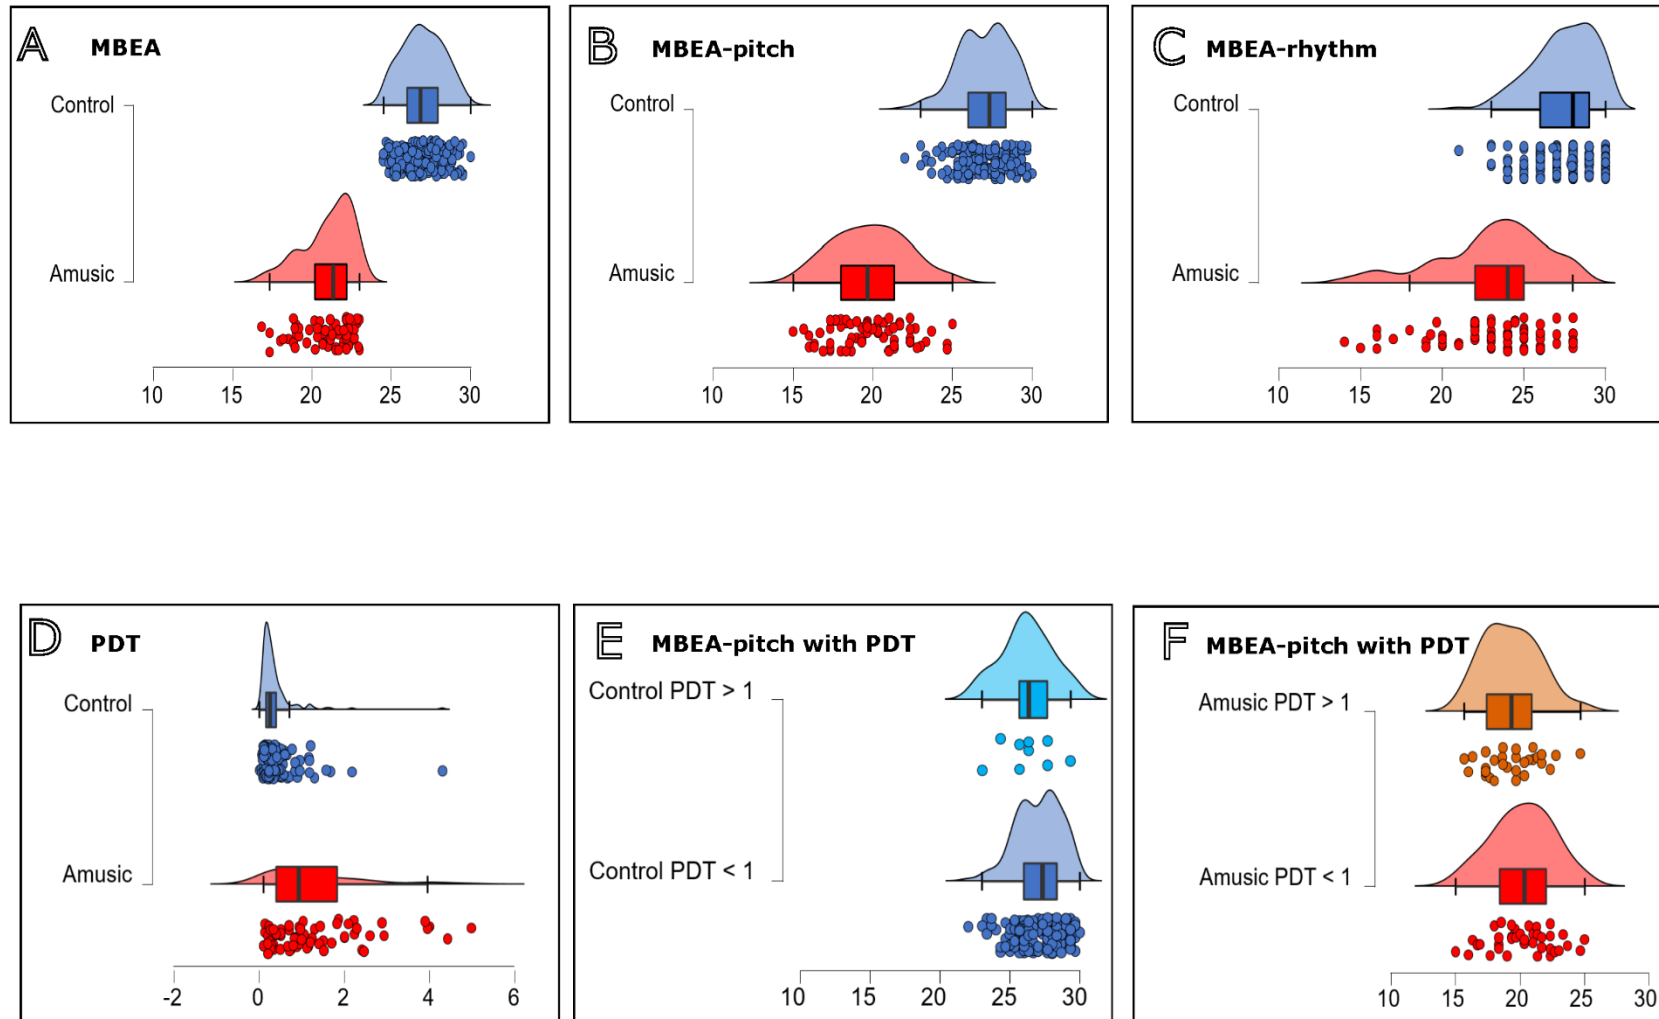 A MBEA
Control
Amusic
10 15 20 25 30
B MBEA-pitch
Control
Amusic
10 15 20 25 30
C MBEA-rhythm
Control
Amusic
10 15 20 25 30
D PDT
Control
Amusic
-2 0 2 4 6
E MBEA-pitch with PDT
Control PDT > 1
Control PDT < 1
10 15 20 25 30
F MBEA-pitch with PDT
Amusic PDT > 1
Amusic PDT < 1
10 15 20 25 30